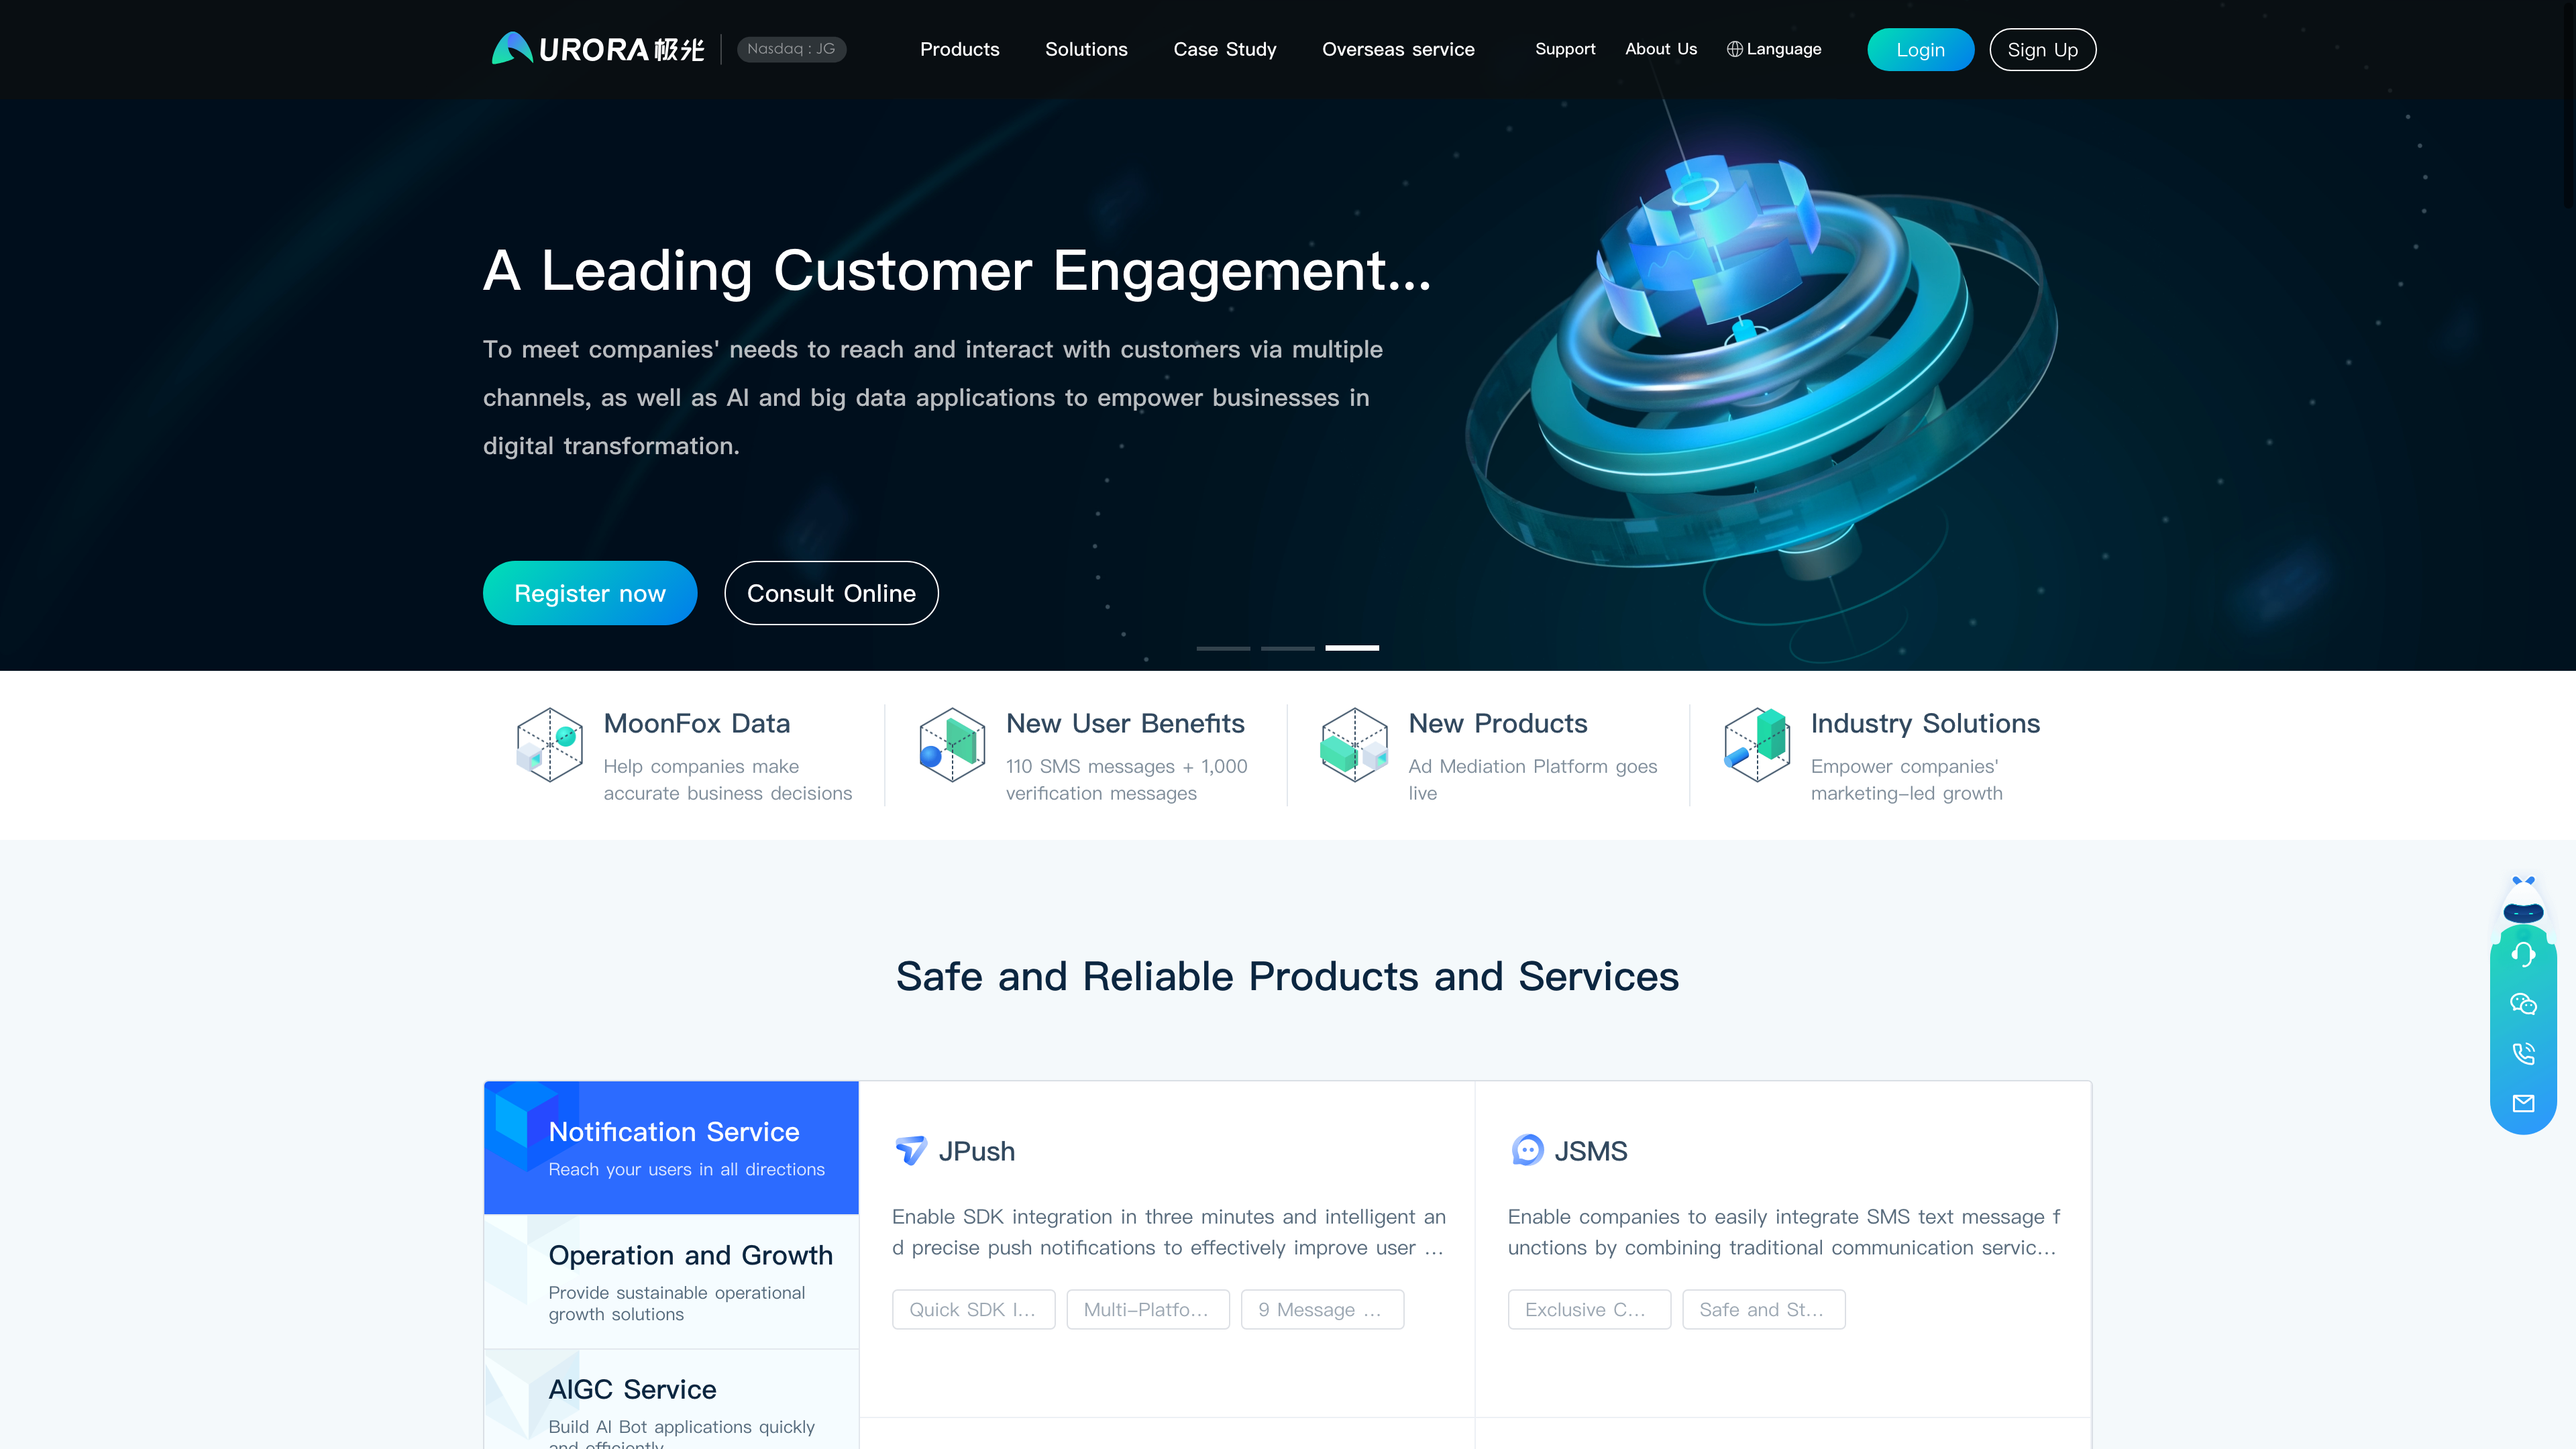 URORA 极光
Nasdaq : JG
Products
Solutions
Case Study
Overseas service
Support
About Us
Language
Login
Sign Up
A Leading Customer Engagement...
To meet companies' needs to reach and interact with customers via multiple
channels, as well as AI and big data applications to empower businesses in
digital transformation.
Register now
Consult Online
MoonFox Data
Help companies make
accurate business decisions
New User Benefits
110 SMS messages + 1,000
verification messages
New Products
Ad Mediation Platform goes
live
Industry Solutions
Empower companies'
marketing-led growth
Safe and Reliable Products and Services
Notification Service
Reach your users in all directions
Operation and Growth
Provide sustainable operational
growth solutions
AIGC Service
Build AI Bot applications quickly
and efficiently
JPush
Enable SDK integration in three minutes and intelligent an
d precise push notifications to effectively improve user ...
Quick SDK I...
Multi-Platfo...
9 Message ...
JSMS
Enable companies to easily integrate SMS text message f
unctions by combining traditional communication servic...
Exclusive C...
Safe and St...